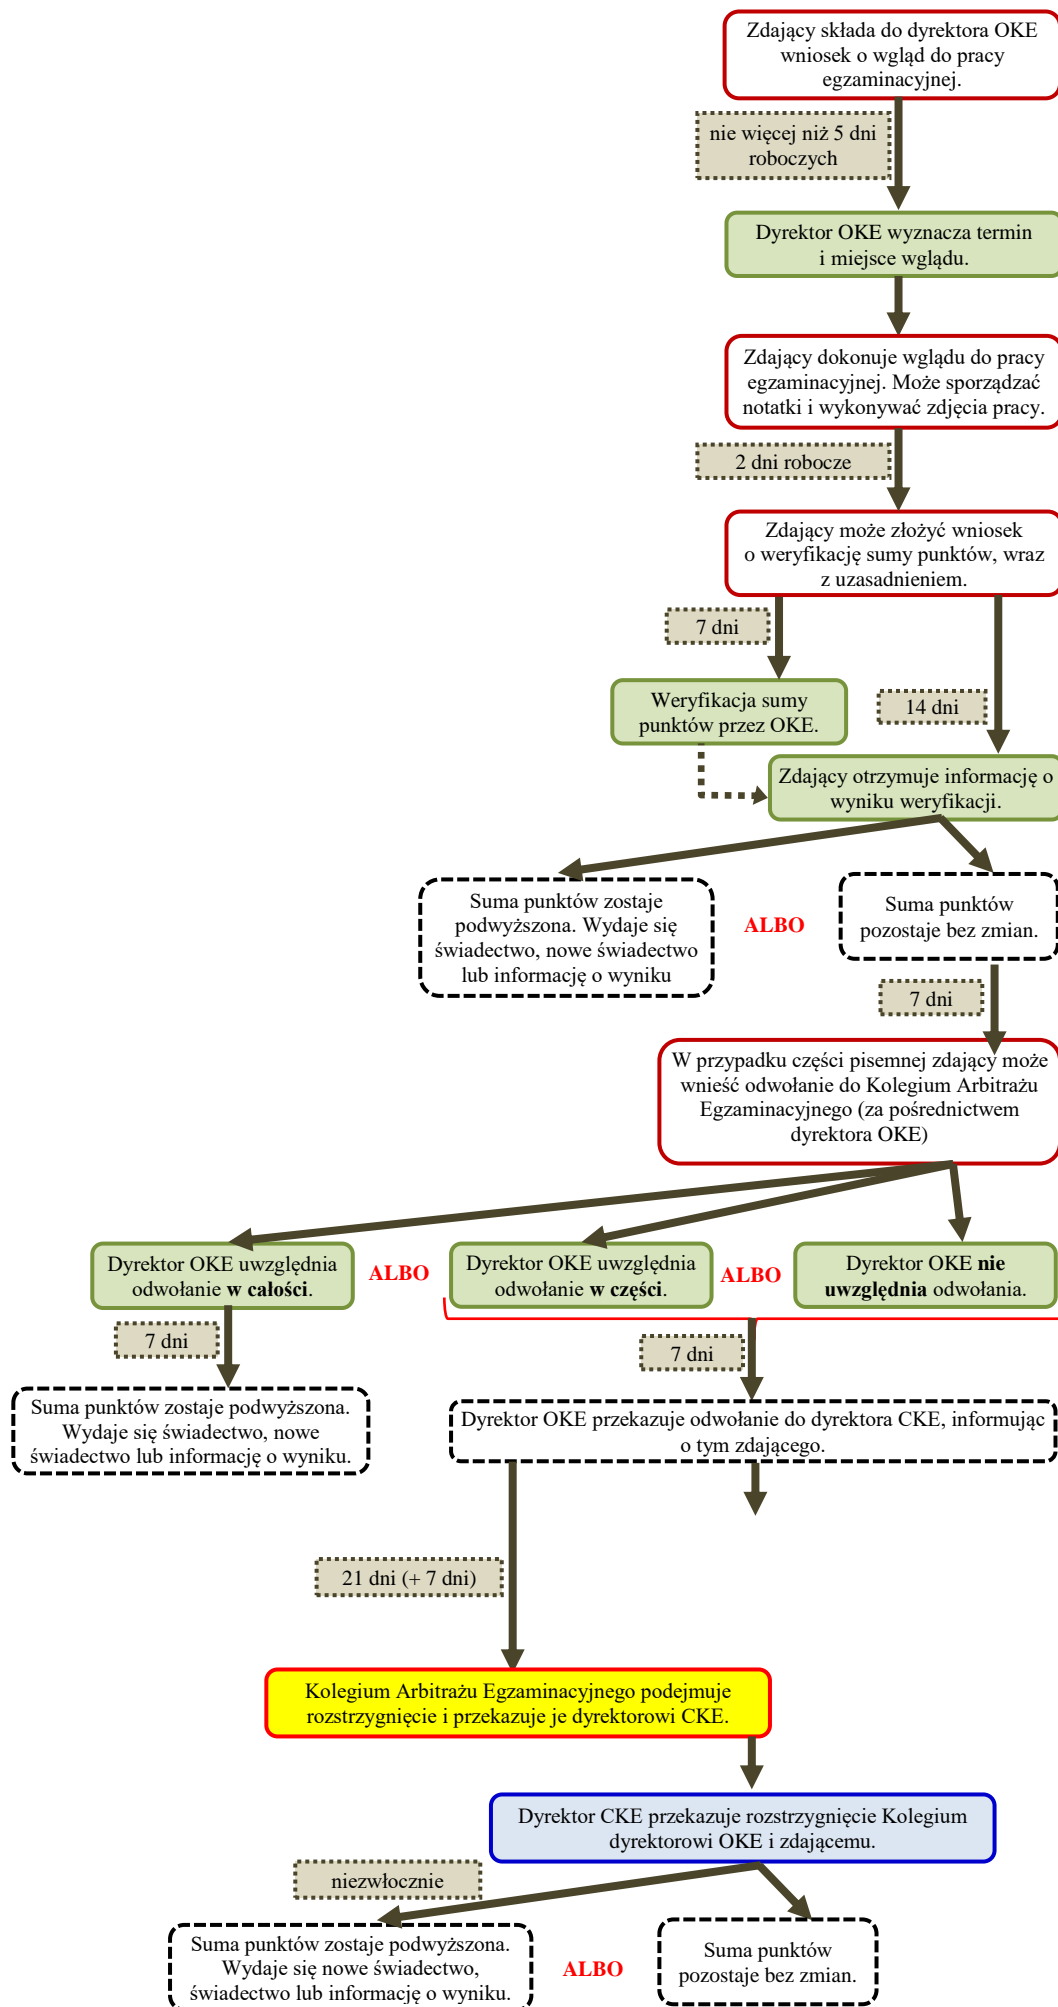 Zdający składa do dyrektora OKE
wniosek o wgląd do pracy
egzaminacyjnej.
nie więcej niż 5 dni
roboczych
Dyrektor OKE wyznacza termin
i miejsce wglądu.
Zdający dokonuje wglądu do pracy
egzaminacyjnej. Może sporządzać
notatki i wykonywać zdjęcia pracy.
2 dni robocze
Zdający może złożyć wniosek
o weryfikację sumy punktów, wraz
z uzasadnieniem.
7 dni
Weryfikacja sumy
punktów przez OKE.
14 dni
Zdający otrzymuje informację o
wyniku weryfikacji.
Suma punktów zostaje
podwyższona. Wydaje się
świadectwo, nowe świadectwo
lub informację o wyniku
ALBO
Suma punktów
pozostaje bez zmian.
7 dni
W przypadku części pisemnej zdający może
wnieść odwołanie do Kolegium Arbitrażu
Egzaminacyjnego (za pośrednictwem
dyrektora OKE)
Dyrektor OKE uwzględnia
odwołanie w całości.
ALBO
Dyrektor OKE uwzględnia
odwołanie w części.
ALBO
Dyrektor OKE nie
uwzględnia odwołania.
7 dni
7 dni
Suma punktów zostaje podwyższona.
Wydaje się świadectwo, nowe
świadectwo lub informację o wyniku.
Dyrektor OKE przekazuje odwołanie do dyrektora CKE, informując
o tym zdającego.
21 dni (+ 7 dni)
Kolegium Arbitrażu Egzaminacyjnego podejmuje
rozstrzygnięcie i przekazuje je dyrektorowi CKE.
Dyrektor CKE przekazuje rozstrzygnięcie Kolegium
dyrektorowi OKE i zdającemu.
niezwłocznie
Suma punktów zostaje podwyższona.
Wydaje się nowe świadectwo,
świadectwo lub informację o wyniku.
ALBO
Suma punktów
pozostaje bez zmian.